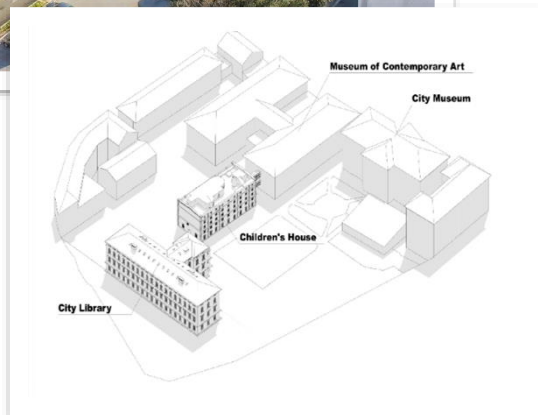 Museum of Contemporary Art
City Museum
Children's House
City Library